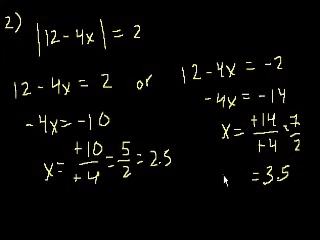 2)
|12 - 4x| = 2
12 - 4x = 2 or 12 - 4x = -2
-4x = -10
-4x = -14
x = +10/+4 = 5/2 = 2.5
x = +14/+4 = 7/2
= 3.5